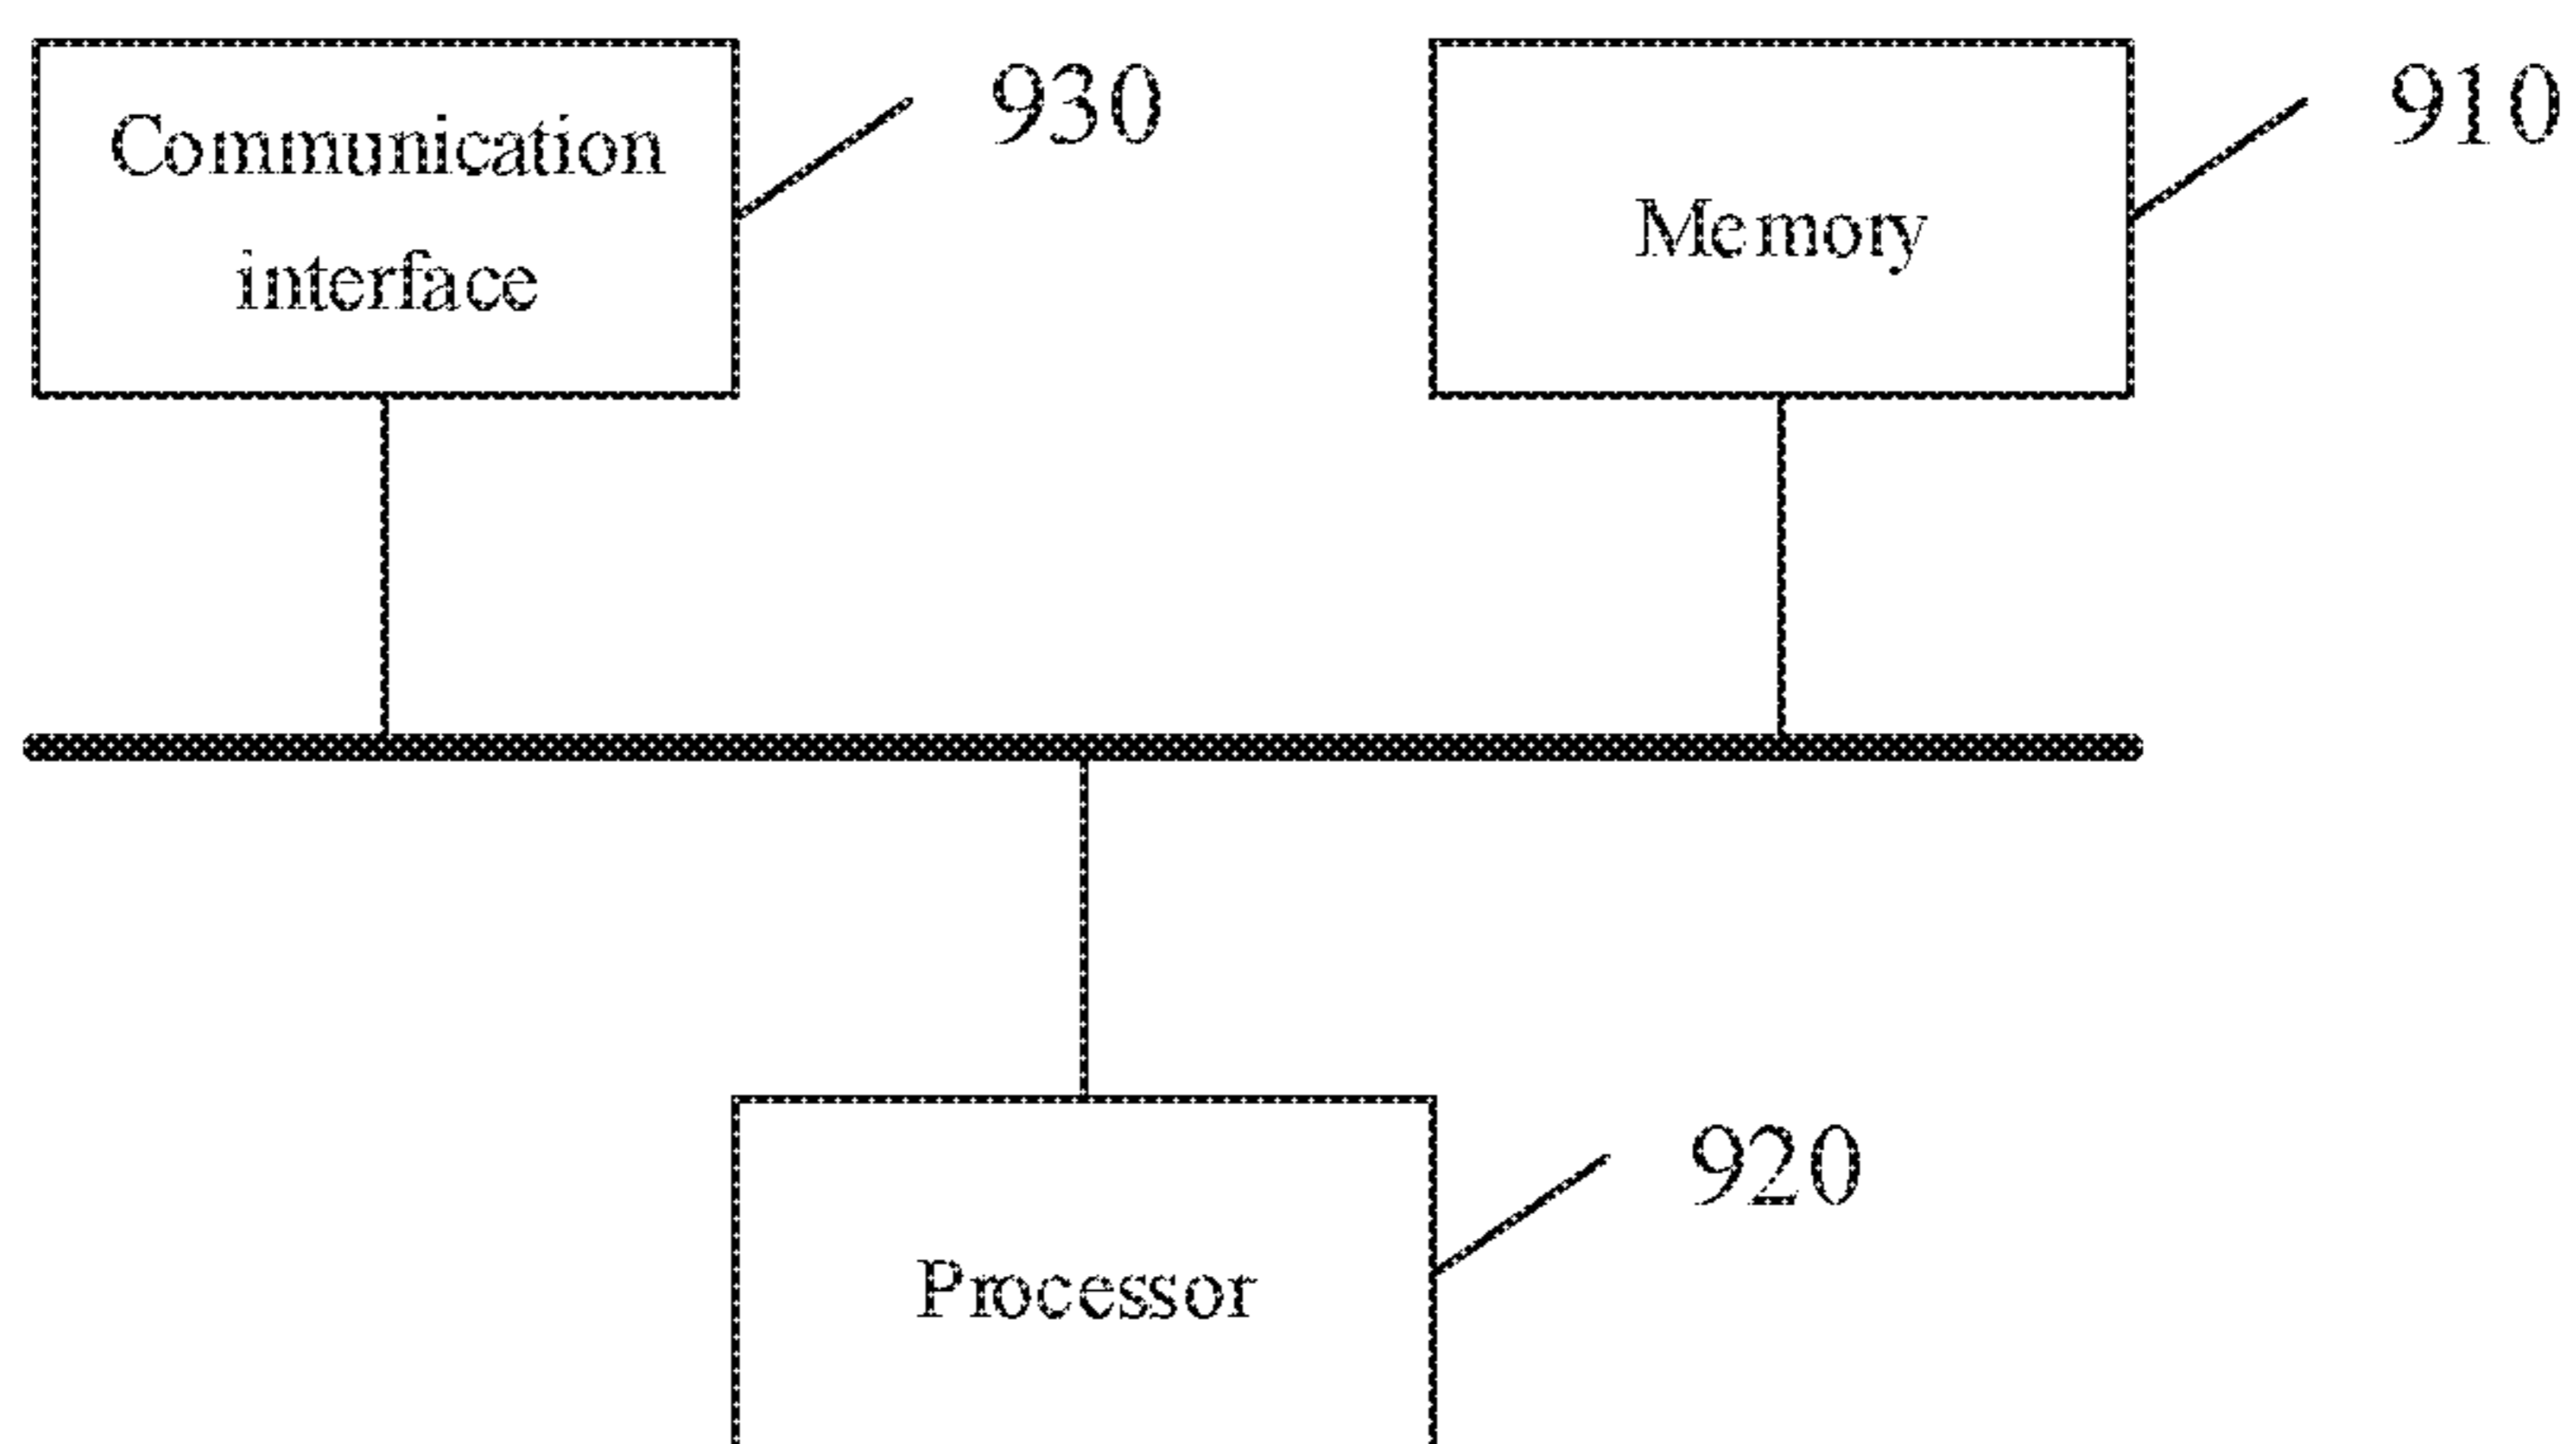 Communication
interface
930
Memory
910
Processor
920